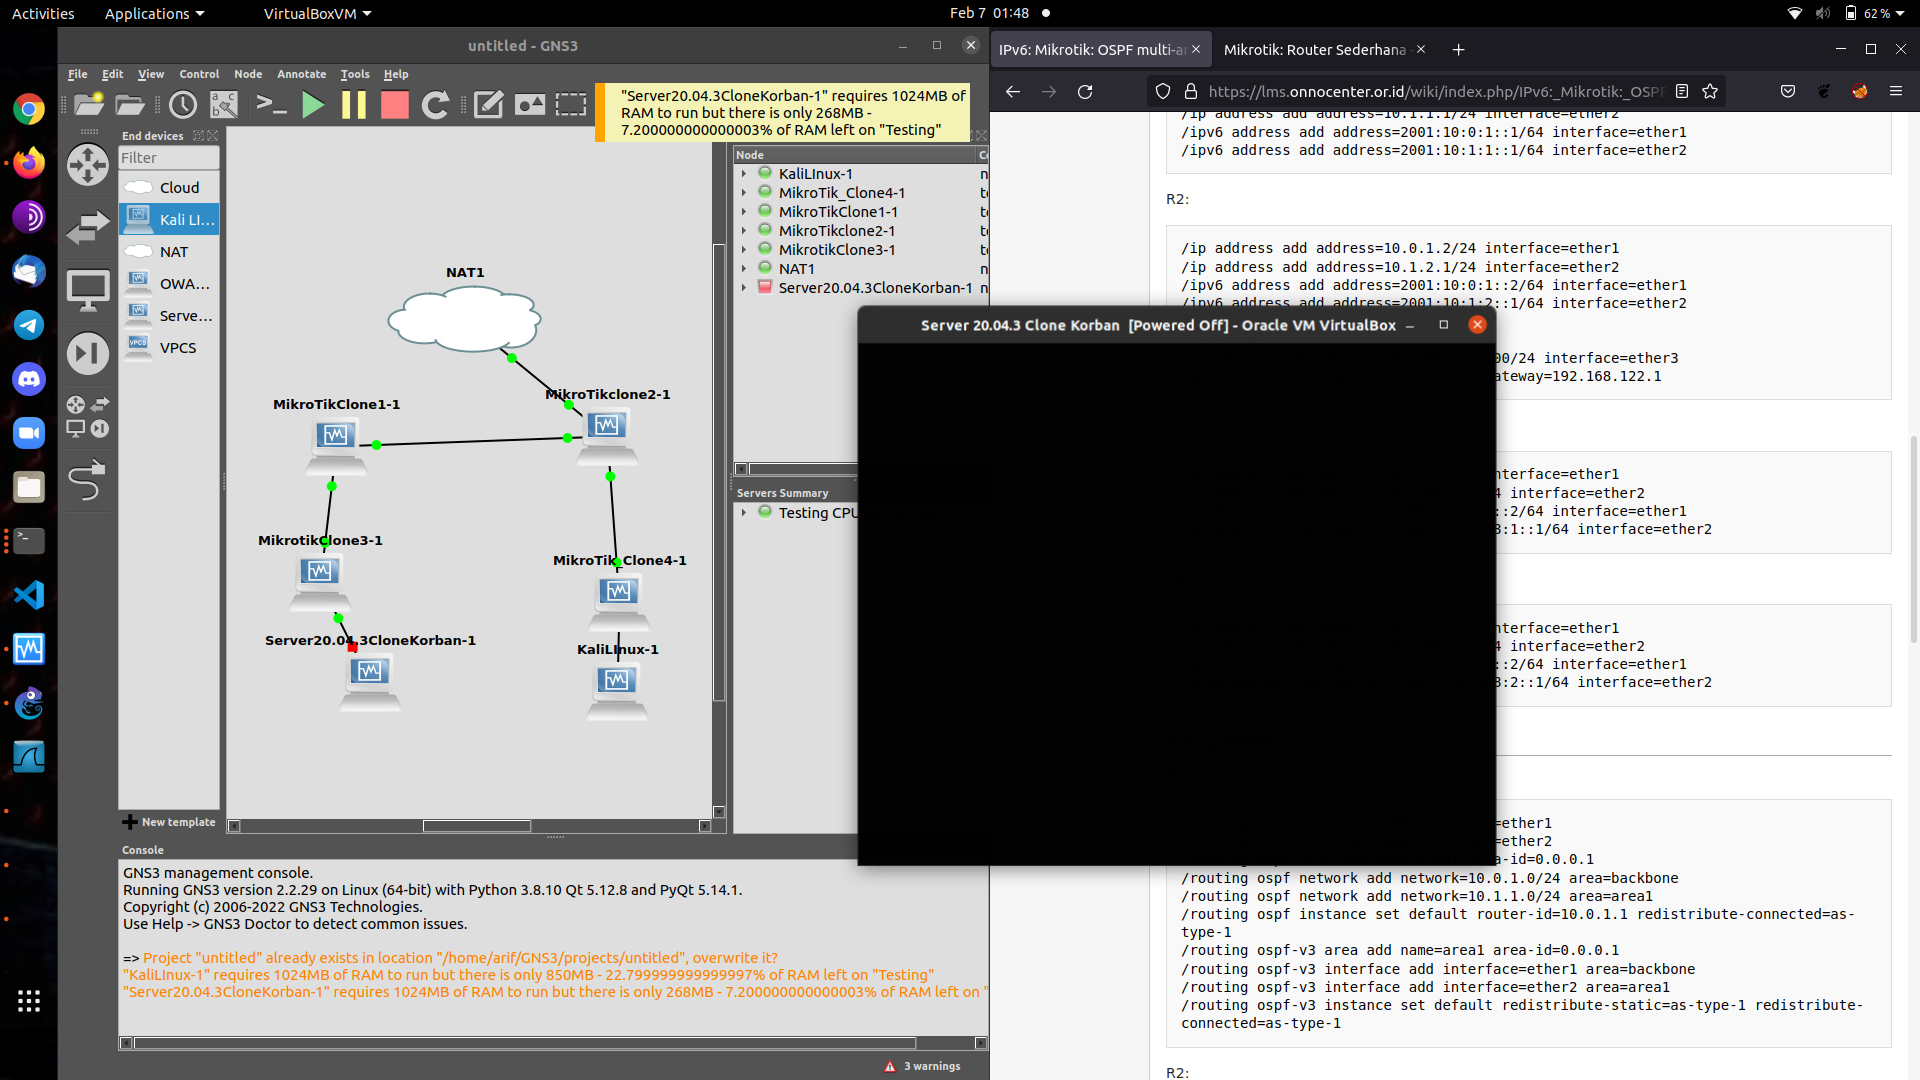 Activities
Applications
VirtualBoxVM
Feb 7 01:48
62 %
untitled - GNS3
File Edit View Control Node Annotate Tools Help
"Server20.04.3CloneKorban-1" requires 1024MB of
RAM to run but there is only 268MB -
7.200000000000003% of RAM left on "Testing"
End devices
Filter
Cloud
Kali LI...
NAT
OWA...
Serve...
VPCS
New template
NAT1
MikroTikClone1-1
MikroTikclone2-1
MikrotikClone3-1
MikroTik_Clone4-1
Server20.04.3CloneKorban-1
KaliLInux-1
Node
KaliLInux-1
MikroTik_Clone4-1
MikroTikClone1-1
MikroTikclone2-1
MikrotikClone3-1
NAT1
Server20.04.3CloneKorban-1
Servers Summary
Testing CPU
Console
GNS3 management console.
Running GNS3 version 2.2.29 on Linux (64-bit) with Python 3.8.10 Qt 5.12.8 and PyQt 5.14.1.
Copyright (c) 2006-2022 GNS3 Technologies.
Use Help -> GNS3 Doctor to detect common issues.
=> Project "untitled" already exists in location "/home/arif/GNS3/projects/untitled", overwrite it?
"KaliLInux-1" requires 1024MB of RAM to run but there is only 850MB - 22.799999999999997% of RAM left on "Testing"
"Server20.04.3CloneKorban-1" requires 1024MB of RAM to run but there is only 268MB - 7.200000000000003% of RAM left on "
3 warnings
Server 20.04.3 Clone Korban [Powered Off] - Oracle VM VirtualBox
IPv6: Mikrotik: OSPF multi-ar
Mikrotik: Router Sederhana
https://lms.onnocenter.or.id/wiki/index.php/IPv6:_Mikrotik:_OSPF
/ip address add address=10.1.1.1/24 interface=ether2
/ipv6 address add address=2001:10:0:1::1/64 interface=ether1
/ipv6 address add address=2001:10:1:1::1/64 interface=ether2
R2:
/ip address add address=10.0.1.2/24 interface=ether1
/ip address add address=10.1.2.1/24 interface=ether2
/ipv6 address add address=2001:10:0:1::2/64 interface=ether1
/ipv6 address add address=2001:10:1:2::1/64 interface=ether2
00/24 interface=ether3
ateway=192.168.122.1
nterface=ether1
4 interface=ether2
::2/64 interface=ether1
8:1::1/64 interface=ether2
nterface=ether1
4 interface=ether2
::2/64 interface=ether1
8:2::1/64 interface=ether2
=ether1
=ether2
a-id=0.0.0.1
/routing ospf network add network=10.0.1.0/24 area=backbone
/routing ospf network add network=10.1.1.0/24 area=area1
/routing ospf instance set default router-id=10.0.1.1 redistribute-connected=as-
type-1
/routing ospf-v3 area add name=area1 area-id=0.0.0.1
/routing ospf-v3 interface add interface=ether1 area=backbone
/routing ospf-v3 interface add interface=ether2 area=area1
/routing ospf-v3 instance set default redistribute-static=as-type-1 redistribute-
connected=as-type-1
R2: